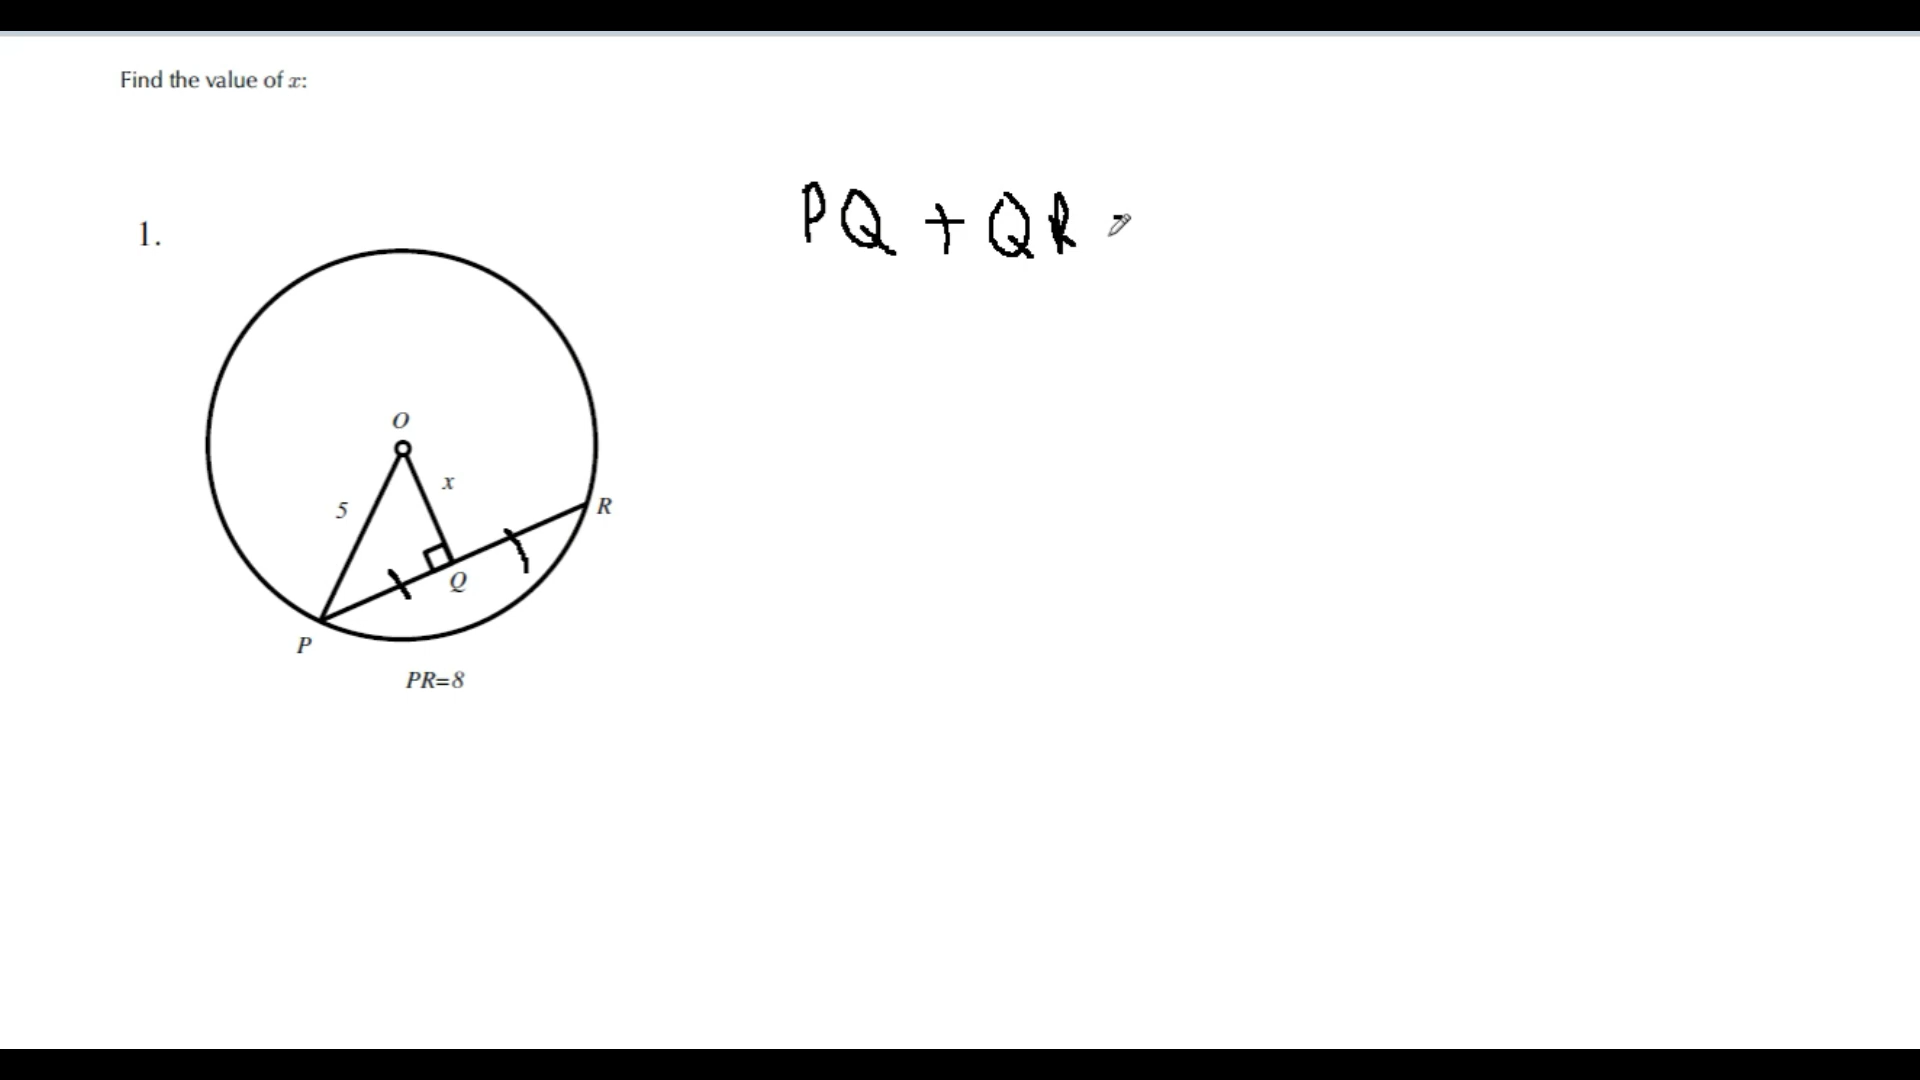 Find the value of x:
PQ + QR
1.
O
x
5
R
Q
P
PR=8